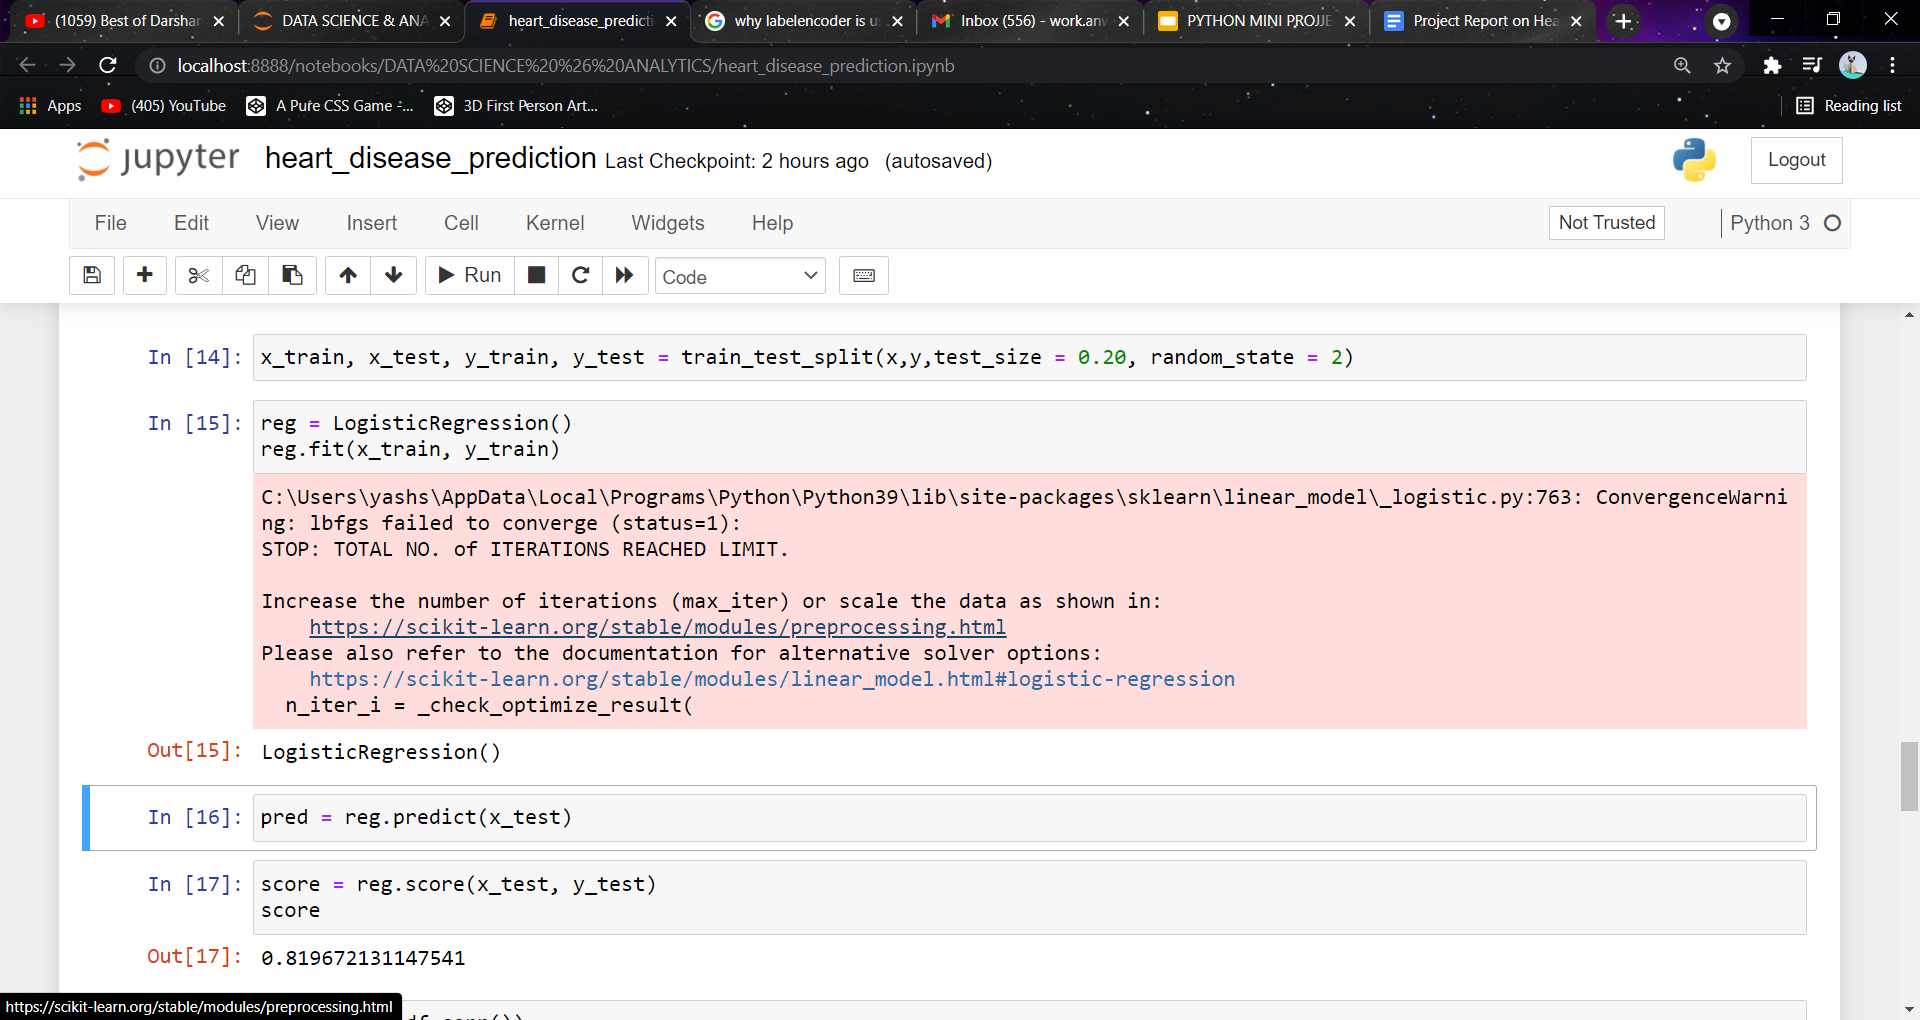 (1059) Best of Darshan
DATA SCIENCE & ANA
heart_disease_predicti
why labelencoder is u
Inbox (556) - work.anv
PYTHON MINI PROJE
Project Report on Hea
localhost:8888/notebooks/DATA%20SCIENCE%20%26%20ANALYTICS/heart_disease_prediction.ipynb
Apps
(405) YouTube
A Pure CSS Game -...
3D First Person Art...
Reading list
jupyter
heart_disease_prediction Last Checkpoint: 2 hours ago (autosaved)
Logout
File Edit View Insert Cell Kernel Widgets Help
Not Trusted
Python 3
Run
Code
In [14]: x_train, x_test, y_train, y_test = train_test_split(x,y,test_size = 0.20, random_state = 2)
In [15]: reg = LogisticRegression()
reg.fit(x_train, y_train)
C:\Users\yashs\AppData\Local\Programs\Python\Python39\lib\site-packages\sklearn\linear_model\_logistic.py:763: ConvergenceWarni
ng: lbfgs failed to converge (status=1):
STOP: TOTAL NO. of ITERATIONS REACHED LIMIT.
Increase the number of iterations (max_iter) or scale the data as shown in:
https://scikit-learn.org/stable/modules/preprocessing.html
Please also refer to the documentation for alternative solver options:
https://scikit-learn.org/stable/modules/linear_model.html#logistic-regression
n_iter_i = _check_optimize_result(
Out[15]: LogisticRegression()
In [16]: pred = reg.predict(x_test)
In [17]: score = reg.score(x_test, y_test)
score
Out[17]: 0.819672131147541
https://scikit-learn.org/stable/modules/preprocessing.html